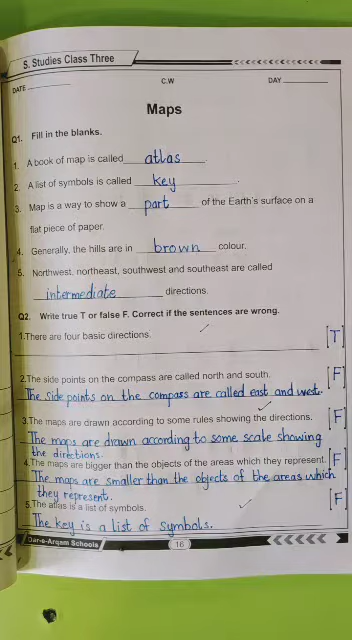 S. Studies Class Three
DATE
C.W
DAY
Maps
Q1. Fill in the blanks.
1. A book of map is called atlas.
2. A list of symbols is called key.
3. Map is a way to show a part of the Earth's surface on a
flat piece of paper.
4. Generally, the hills are in brown colour.
5. Northwest, northeast, southwest and southeast are called
intermediate directions.
Q2. Write true T or false F. Correct if the sentences are wrong.
1.There are four basic directions. [T]
2.The side points on the compass are called north and south. [F]
The side points on the compass are called east and west.
3.The maps are drawn according to some rules showing the directions. [F]
The maps are drawn according to some scale showing
the directions.
4.The maps are bigger than the objects of the areas which they represent. [F]
The maps are smaller than the objects of the areas which
they represent.
5.The atlas is a list of symbols. [F]
The key is a list of symbols.
Dar-e-Arqam Schools
16